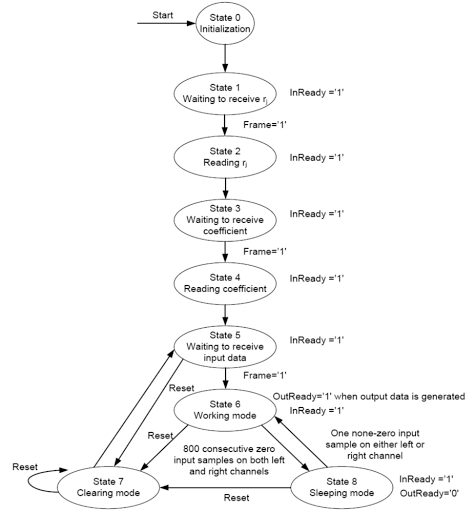 Start
State 0
Initialization
State 1
Waiting to receive rj
InReady ='1'
Frame='1'
State 2
Reading rj
InReady ='1'
State 3
Waiting to receive
coefficient
InReady ='1'
Frame='1'
State 4
Reading coefficient
InReady ='1'
State 5
Waiting to receive
input data
InReady ='1'
Reset
Frame='1'
State 6
Working mode
OutReady='1' when output data is generated
InReady ='1'
Reset
800 consecutive zero
input samples on both left
and right channels
One none-zero input
sample on either left or
right channel
Reset
State 7
Clearing mode
Reset
State 8
Sleeping mode
InReady ='1'
OutReady='0'